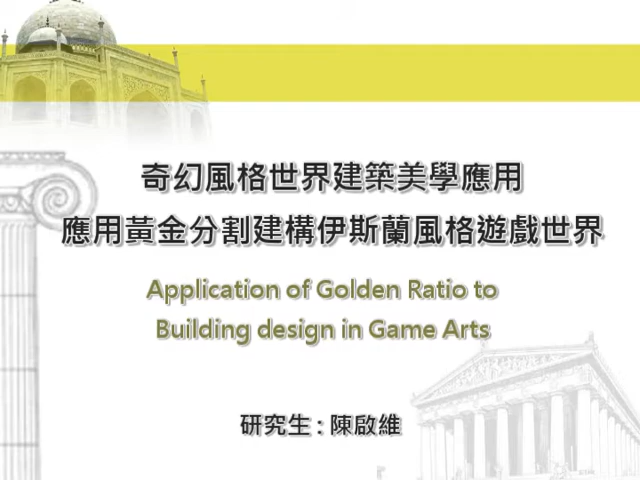 奇幻風格世界建築美學應用
應用黃金分割建構伊斯蘭風格遊戲世界
Application of Golden Ratio to
Building design in Game Arts
研究生 : 陳啟維